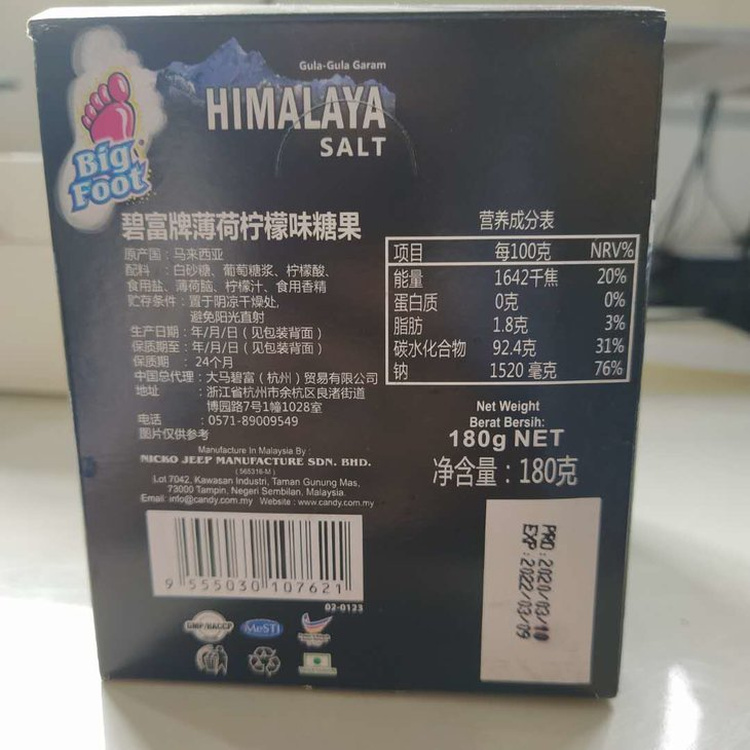 Gula-Gula Garam
HIMALAYA
SALT
Big
Foot
碧富牌薄荷柠檬味糖果
原产国：马来西亚
配料：白砂糖、葡萄糖浆、柠檬酸、
食用盐、薄荷脑、柠檬汁、食用香精
贮存条件：置于阴凉干燥处,
避免阳光直射
生产日期：年/月/日（见包装背面）
保质期至：年/月/日（见包装背面）
保质期：24个月
中国总代理：大马碧富（杭州）贸易有限公司
地址：浙江省杭州市余杭区良渚街道
博园路7号1幢1028室
电话：0571-89009549
图片仅供参考
Manufacture In Malaysia By :
NICKO JEEP MANUFACTURE SDN. BHD.
( 568316-M )
Lot 7042, Kawasan Industri, Taman Gunung Mas,
73000 Tampin, Negeri Sembilan, Malaysia.
Email: info@candy.com.my Website : www.candy.com.my
9 555030 107621
02-0123
GMP/HACCP
MeSTI
营养成分表
项目 每100克 NRV%
能量 1642千焦 20%
蛋白质 0克 0%
脂肪 1.8克 3%
碳水化合物 92.4克 31%
钠 1520 毫克 76%
Net Weight
Berat Bersih:
180g NET
净含量：180克
PRD: 2020/03/10
EXP: 2022/03/09